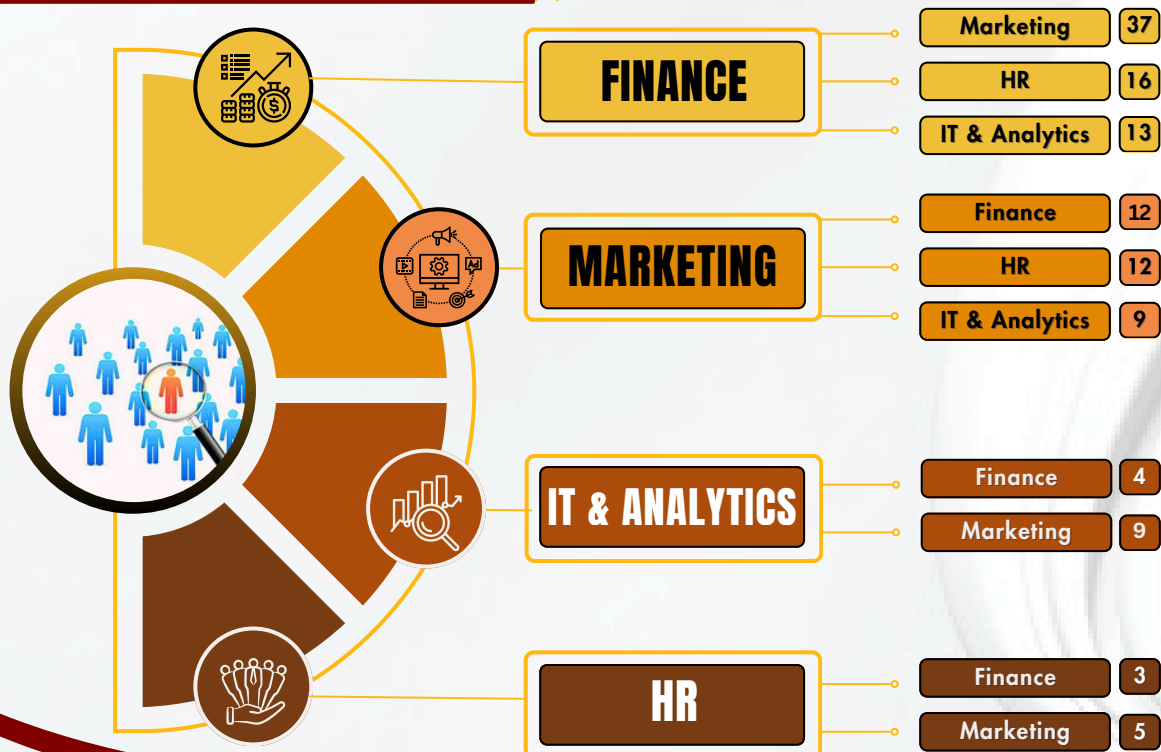 FINANCE
Marketing 37
HR 16
IT & Analytics 13
MARKETING
Finance 12
HR 12
IT & Analytics 9
IT & ANALYTICS
Finance 4
Marketing 9
HR
Finance 3
Marketing 5